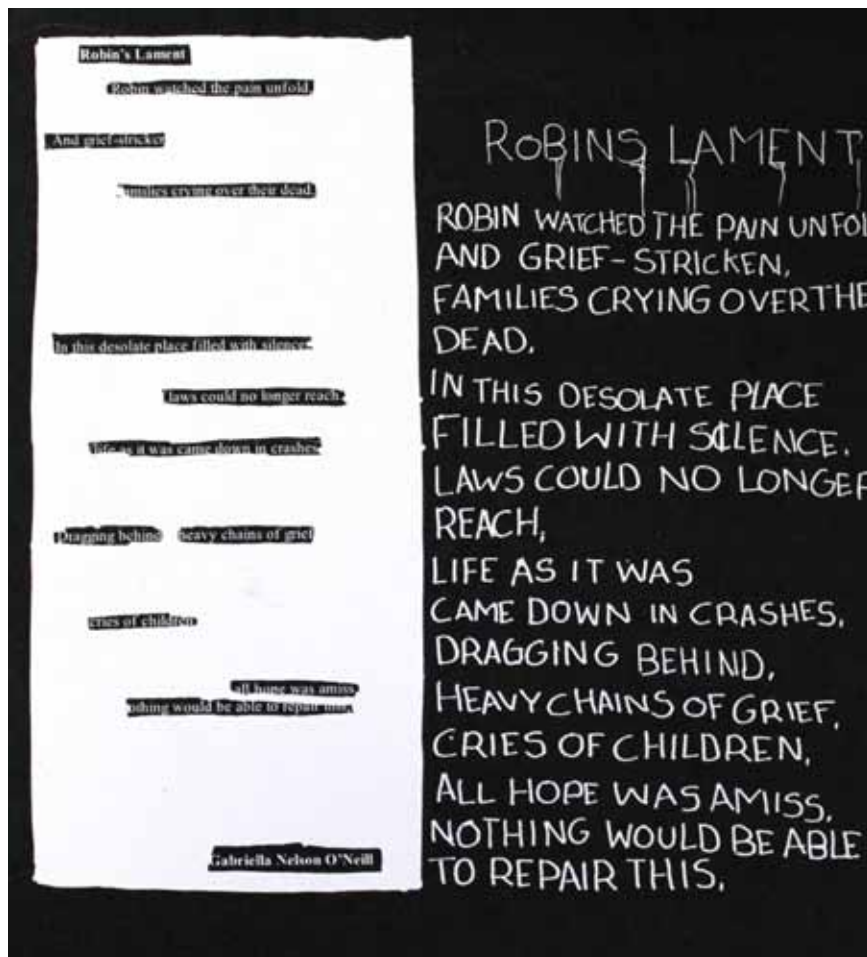 Robin's Lament
Robin watched the pain unfold,
And grief-stricken
Families crying over their dead.
In this desolate place filled with silence.
laws could no longer reach,
life as it was came down in crashes
Dragging behind heavy chains of grief
cries of children
all hope was amiss,
nothing would be able to repair this.
Gabriella Nelson O'Neill
ROBINS LAMENT
ROBIN WATCHED THE PAIN UNFOL
AND GRIEF-STRICKEN,
FAMILIES CRYING OVER THE
DEAD.
IN THIS DESOLATE PLACE
FILLED WITH SILENCE.
LAWS COULD NO LONGER
REACH,
LIFE AS IT WAS
CAME DOWN IN CRASHES,
DRAGGING BEHIND,
HEAVY CHAINS OF GRIEF,
CRIES OF CHILDREN,
ALL HOPE WAS AMISS,
NOTHING WOULD BE ABLE
TO REPAIR THIS,